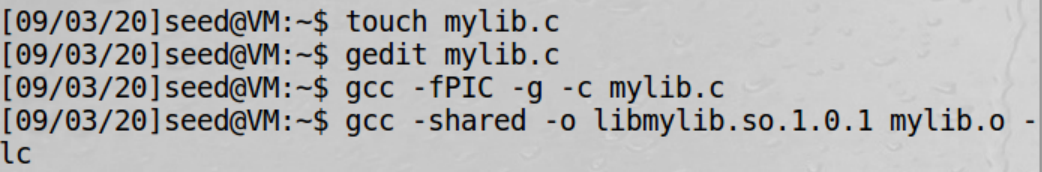 [09/03/20]seed@VM:~$ touch mylib.c
[09/03/20]seed@VM:~$ gedit mylib.c
[09/03/20]seed@VM:~$ gcc -fPIC -g -c mylib.c
[09/03/20]seed@VM:~$ gcc -shared -o libmylib.so.1.0.1 mylib.o -
lc